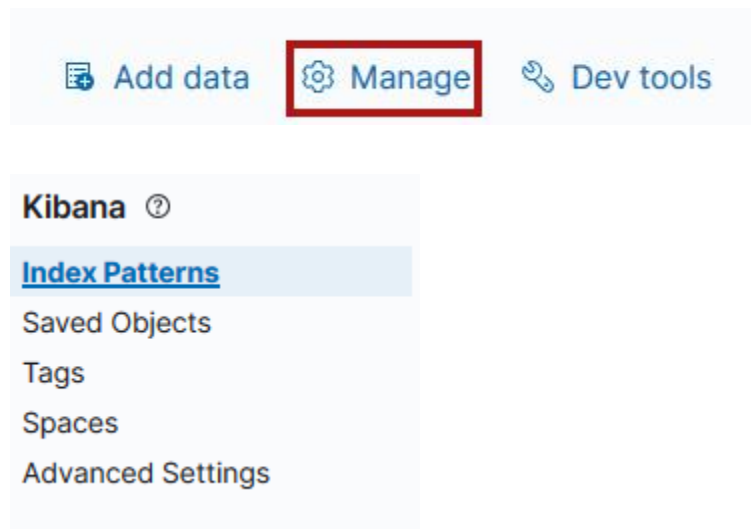 Add data Manage Dev tools
Kibana
Index Patterns
Saved Objects
Tags
Spaces
Advanced Settings